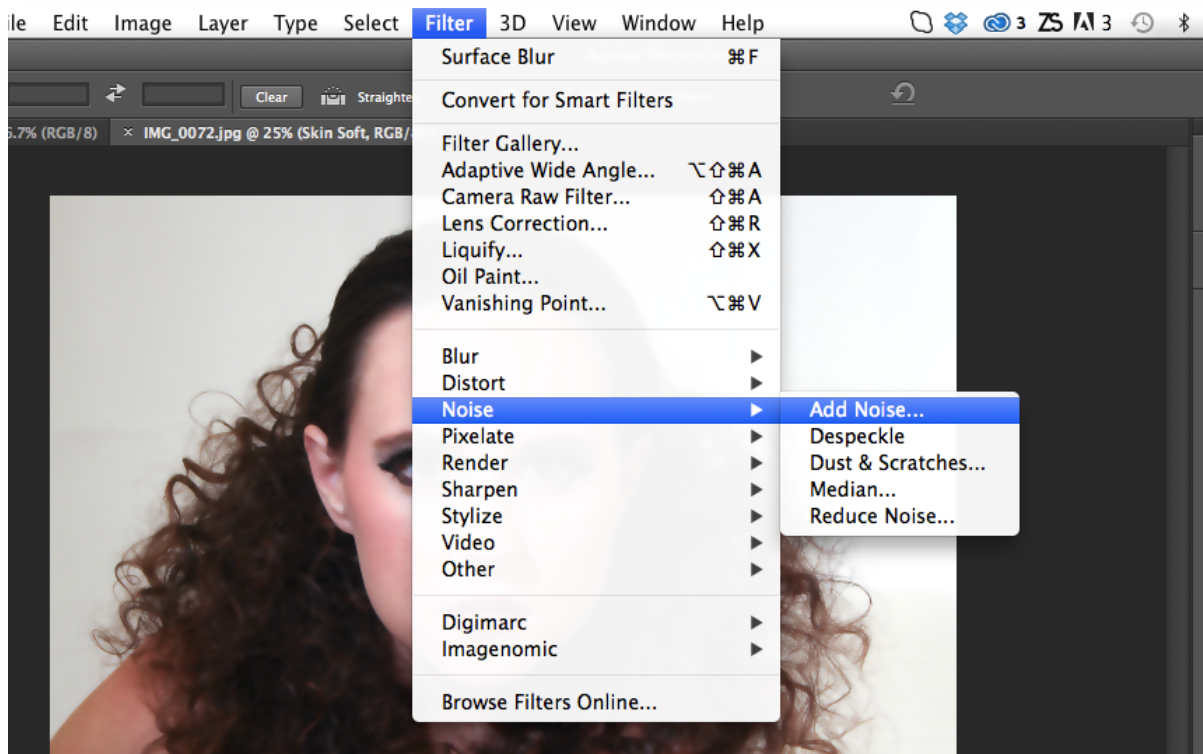 ile Edit Image Layer Type Select Filter 3D View Window Help 3 3
Surface Blur ⌘F
Clear Straighte
Convert for Smart Filters
5.7% (RGB/8) × IMG_0072.jpg @ 25% (Skin Soft, RGB/
Filter Gallery...
Adaptive Wide Angle... ⌥⇧⌘A
Camera Raw Filter... ⇧⌘A
Lens Correction... ⇧⌘R
Liquify... ⇧⌘X
Oil Paint...
Vanishing Point... ⌥⌘V
Blur ▶
Distort ▶
Noise ▶ Add Noise...
Pixelate ▶ Despeckle
Render ▶ Dust & Scratches...
Sharpen ▶ Median...
Stylize ▶ Reduce Noise...
Video ▶
Other ▶
Digimarc ▶
Imagenomic ▶
Browse Filters Online...